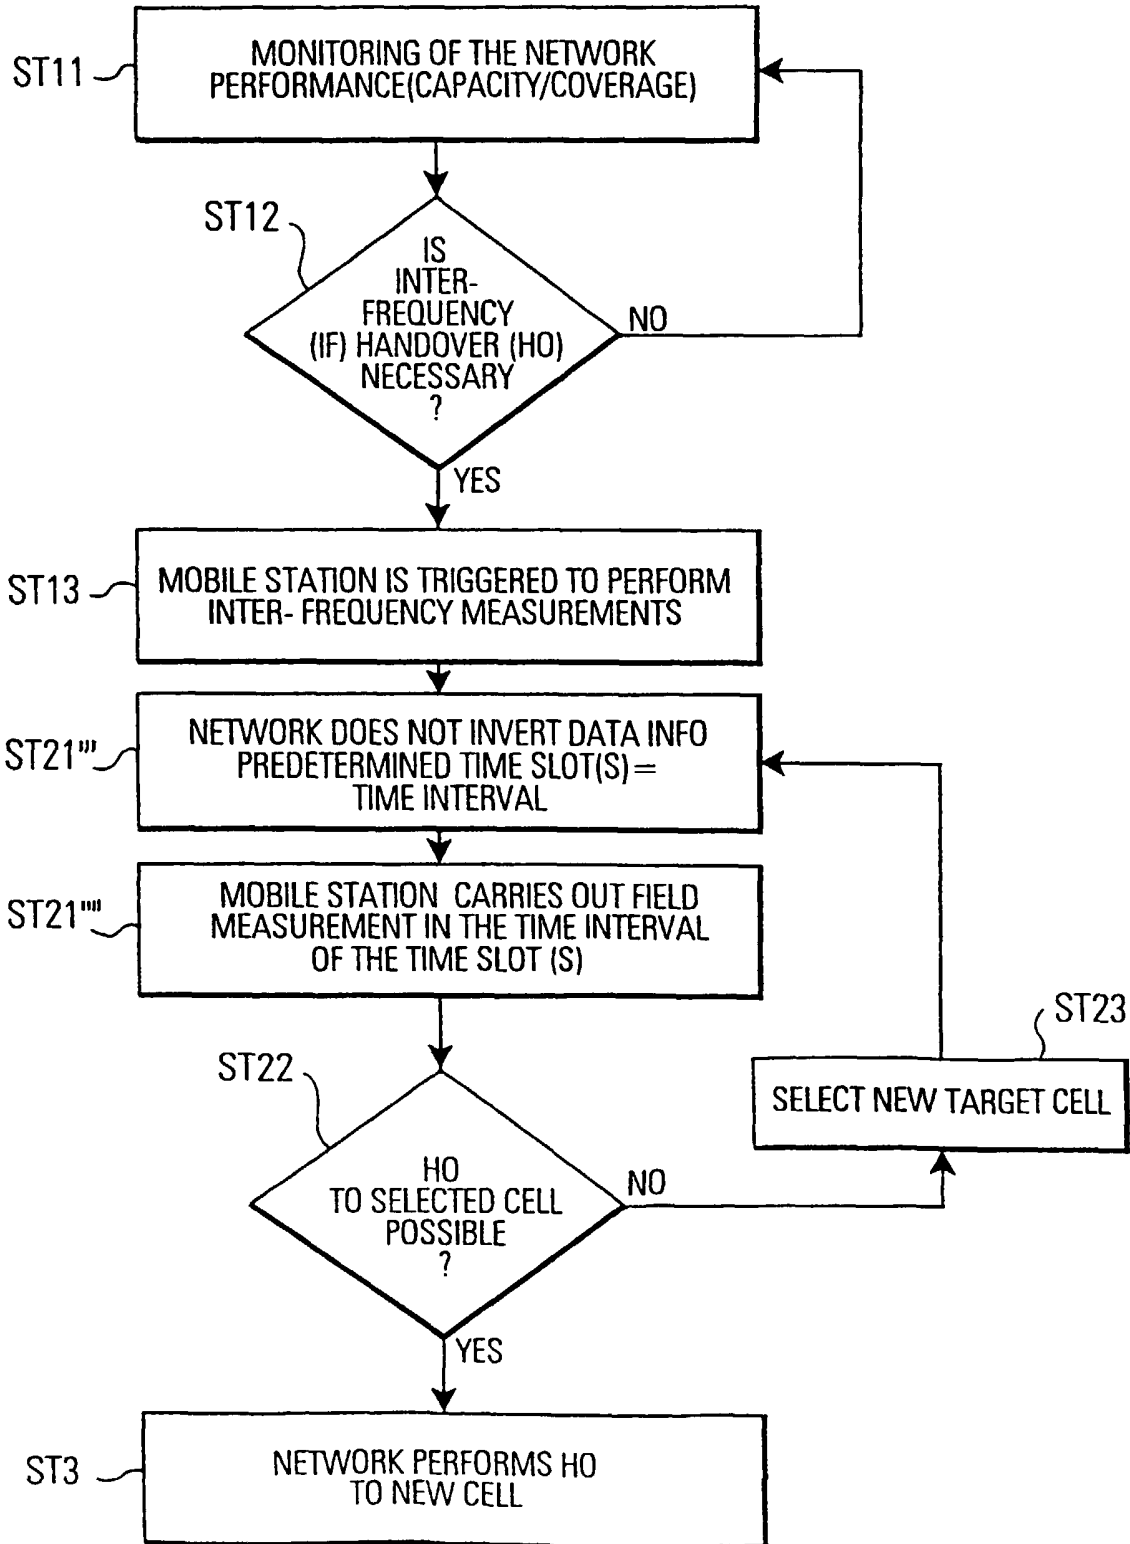 ST11
MONITORING OF THE NETWORK
PERFORMANCE(CAPACITY/COVERAGE)
ST12
IS
INTER-
FREQUENCY
(IF) HANDOVER (HO)
NECESSARY
?
NO
YES
ST13
MOBILE STATION IS TRIGGERED TO PERFORM
INTER- FREQUENCY MEASUREMENTS
ST21'''
NETWORK DOES NOT INVERT DATA INFO
PREDETERMINED TIME SLOT(S) =
TIME INTERVAL
ST21''''
MOBILE STATION CARRIES OUT FIELD
MEASUREMENT IN THE TIME INTERVAL
OF THE TIME SLOT (S)
ST23
SELECT NEW TARGET CELL
ST22
HO
TO SELECTED CELL
POSSIBLE
?
NO
YES
ST3
NETWORK PERFORMS HO
TO NEW CELL